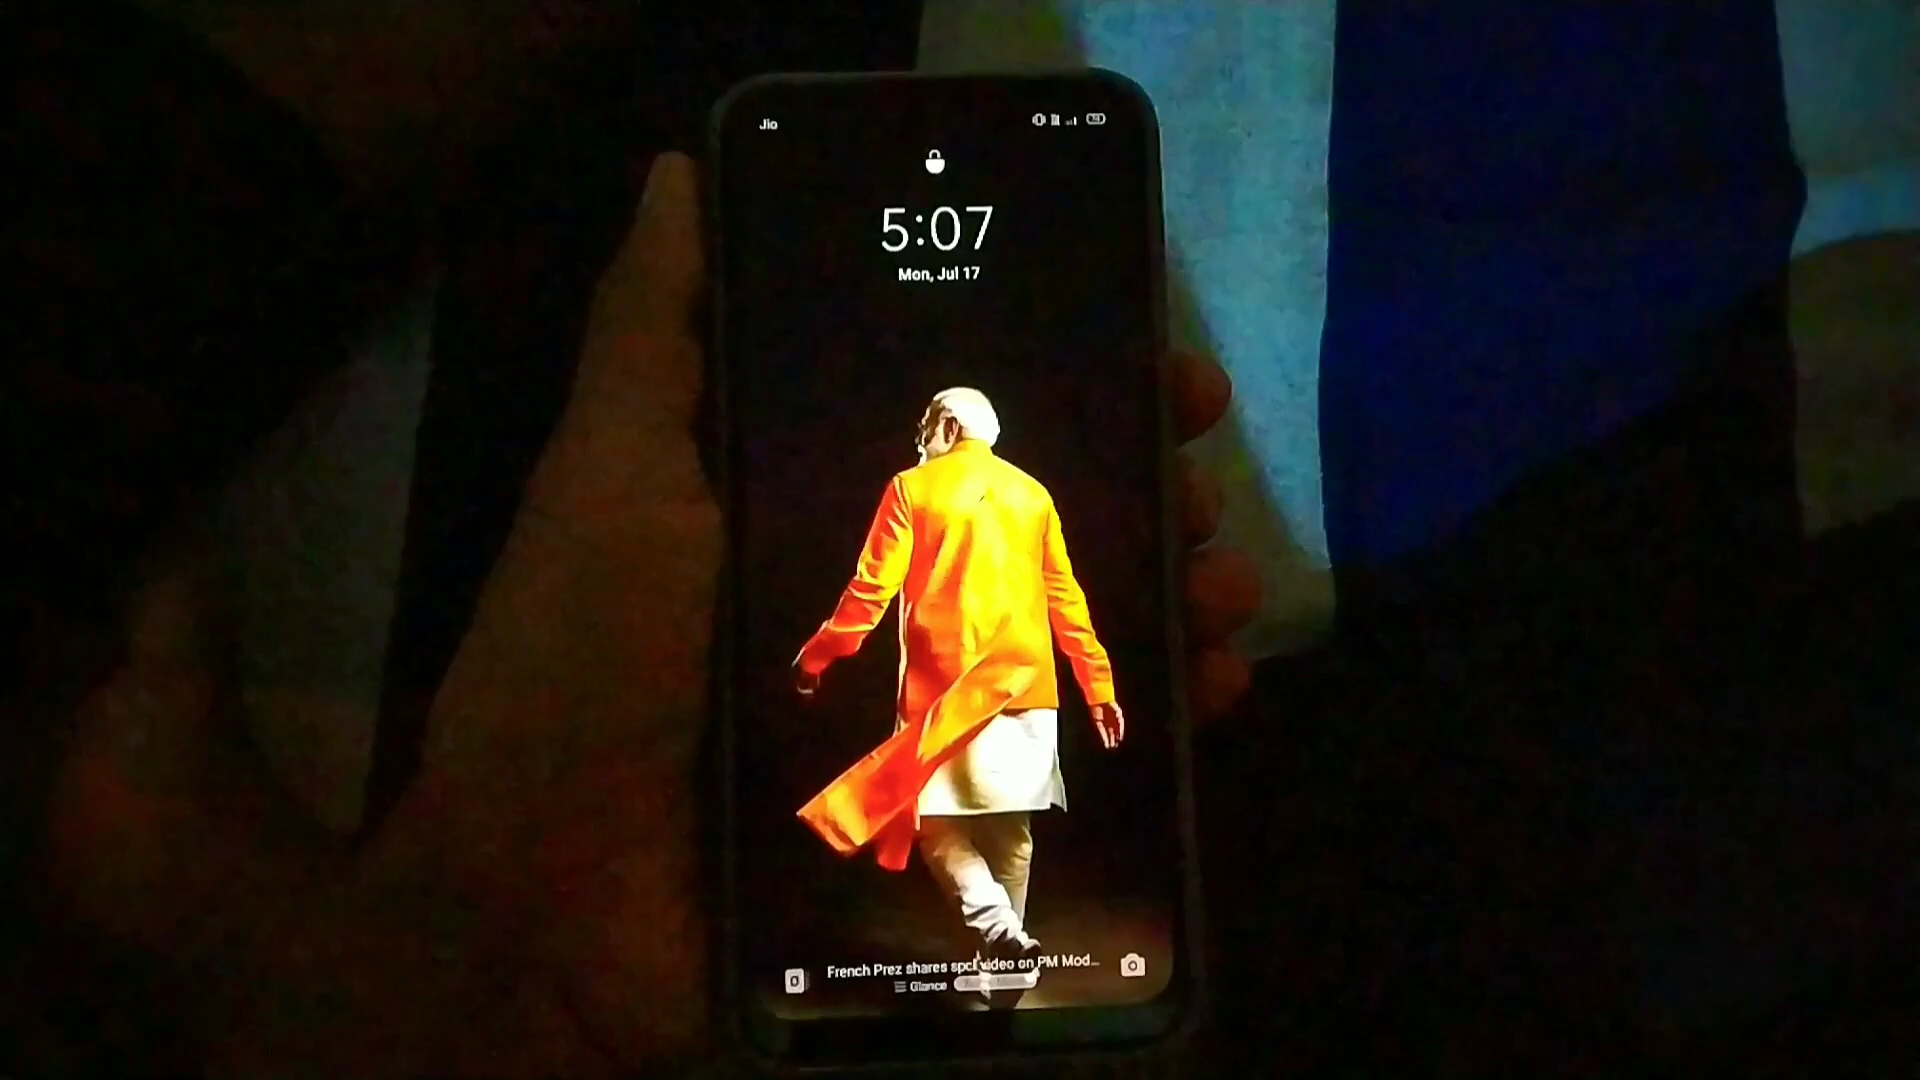 Jio
5:07
Mon, Jul 17
French Prez shares spcl video on PM Mod...
Glance